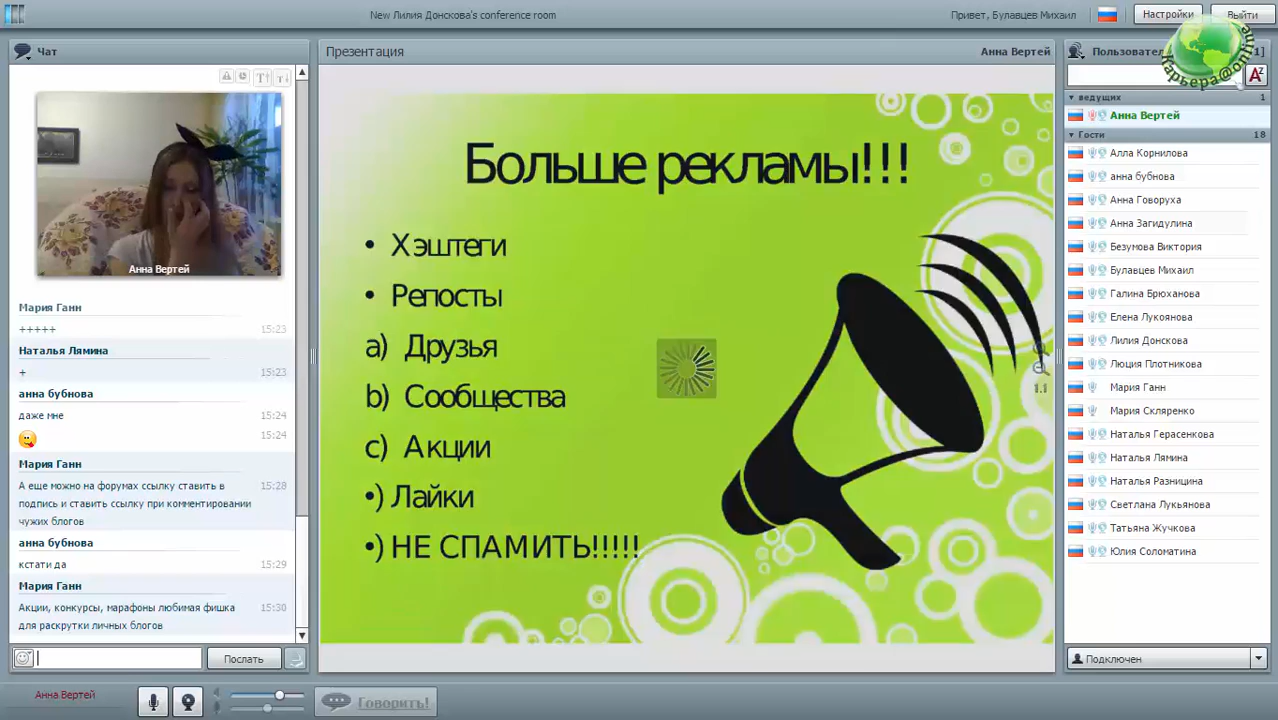 New Лилия Донскова's conference room
Привет, Булавцев Михаил
Настройки
Выйти
Чат
Анна Вертей
Мария Ганн
+++++ 15:23
Наталья Лямина
+ 15:23
анна бубнова
даже мне 15:24
15:24
Мария Ганн
А еще можно на форумах ссылку ставить в 15:28
подпись и ставить ссылку при комментировании
чужих блогов
анна бубнова
кстати да 15:29
Мария Ганн
Акции, конкурсы, марафоны любимая фишка 15:30
для раскрутки личных блогов
Послать
Анна Вертей
Говорить!
Презентация
Анна Вертей
Больше рекламы!!!
• Хэштеги
• Репосты
a) Друзья
b) Сообщества
c) Акции
•) Лайки
•) НЕ СПАМИТЬ!!!!!
1:1
Карьера@online
ведущих 1
Анна Вертей
Гости 18
Алла Корнилова
анна бубнова
Анна Говоруха
Анна Загидулина
Безумова Виктория
Булавцев Михаил
Галина Брюханова
Елена Лукоянова
Лилия Донскова
Люция Плотникова
Мария Ганн
Мария Скляренко
Наталья Герасенкова
Наталья Лямина
Наталья Разницина
Светлана Лукьянова
Татьяна Жучкова
Юлия Соломатина
Подключен